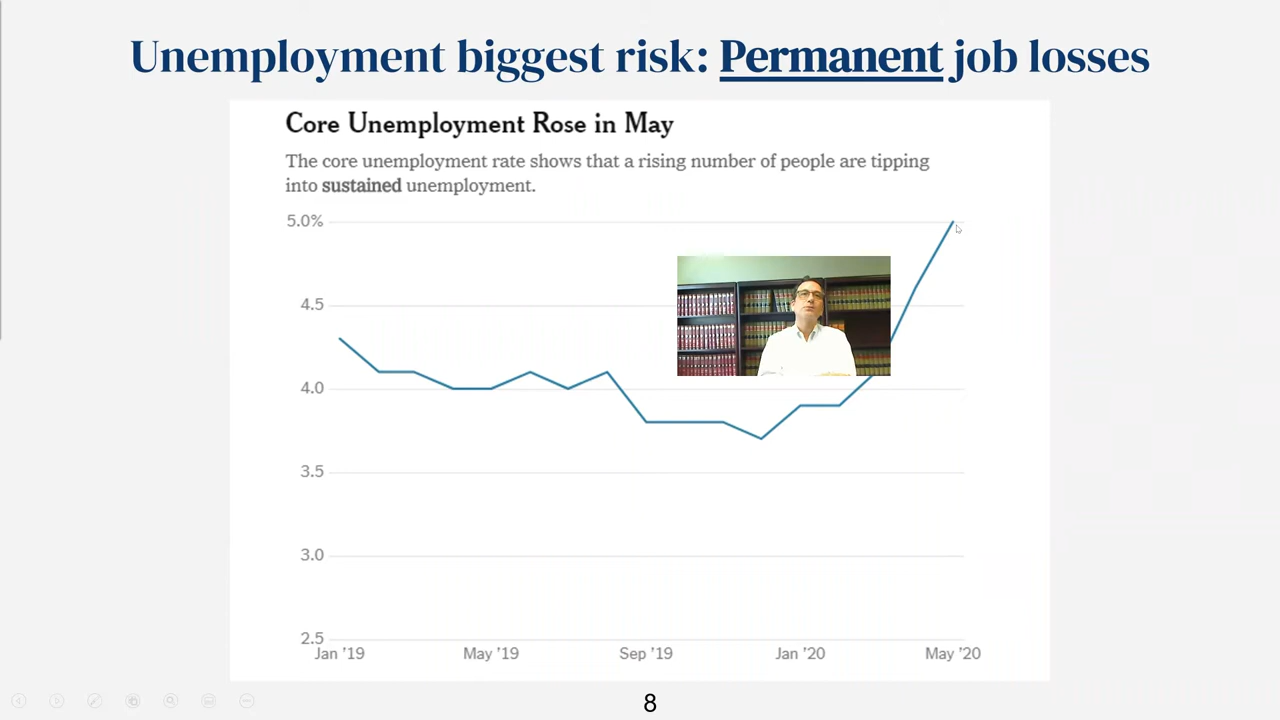 Unemployment biggest risk: Permanent job losses
Core Unemployment Rose in May
The core unemployment rate shows that a rising number of people are tipping
into sustained unemployment.
5.0%
4.5
4.0
3.5
3.0
2.5
Jan '19 May '19 Sep '19 Jan '20 May '20
8